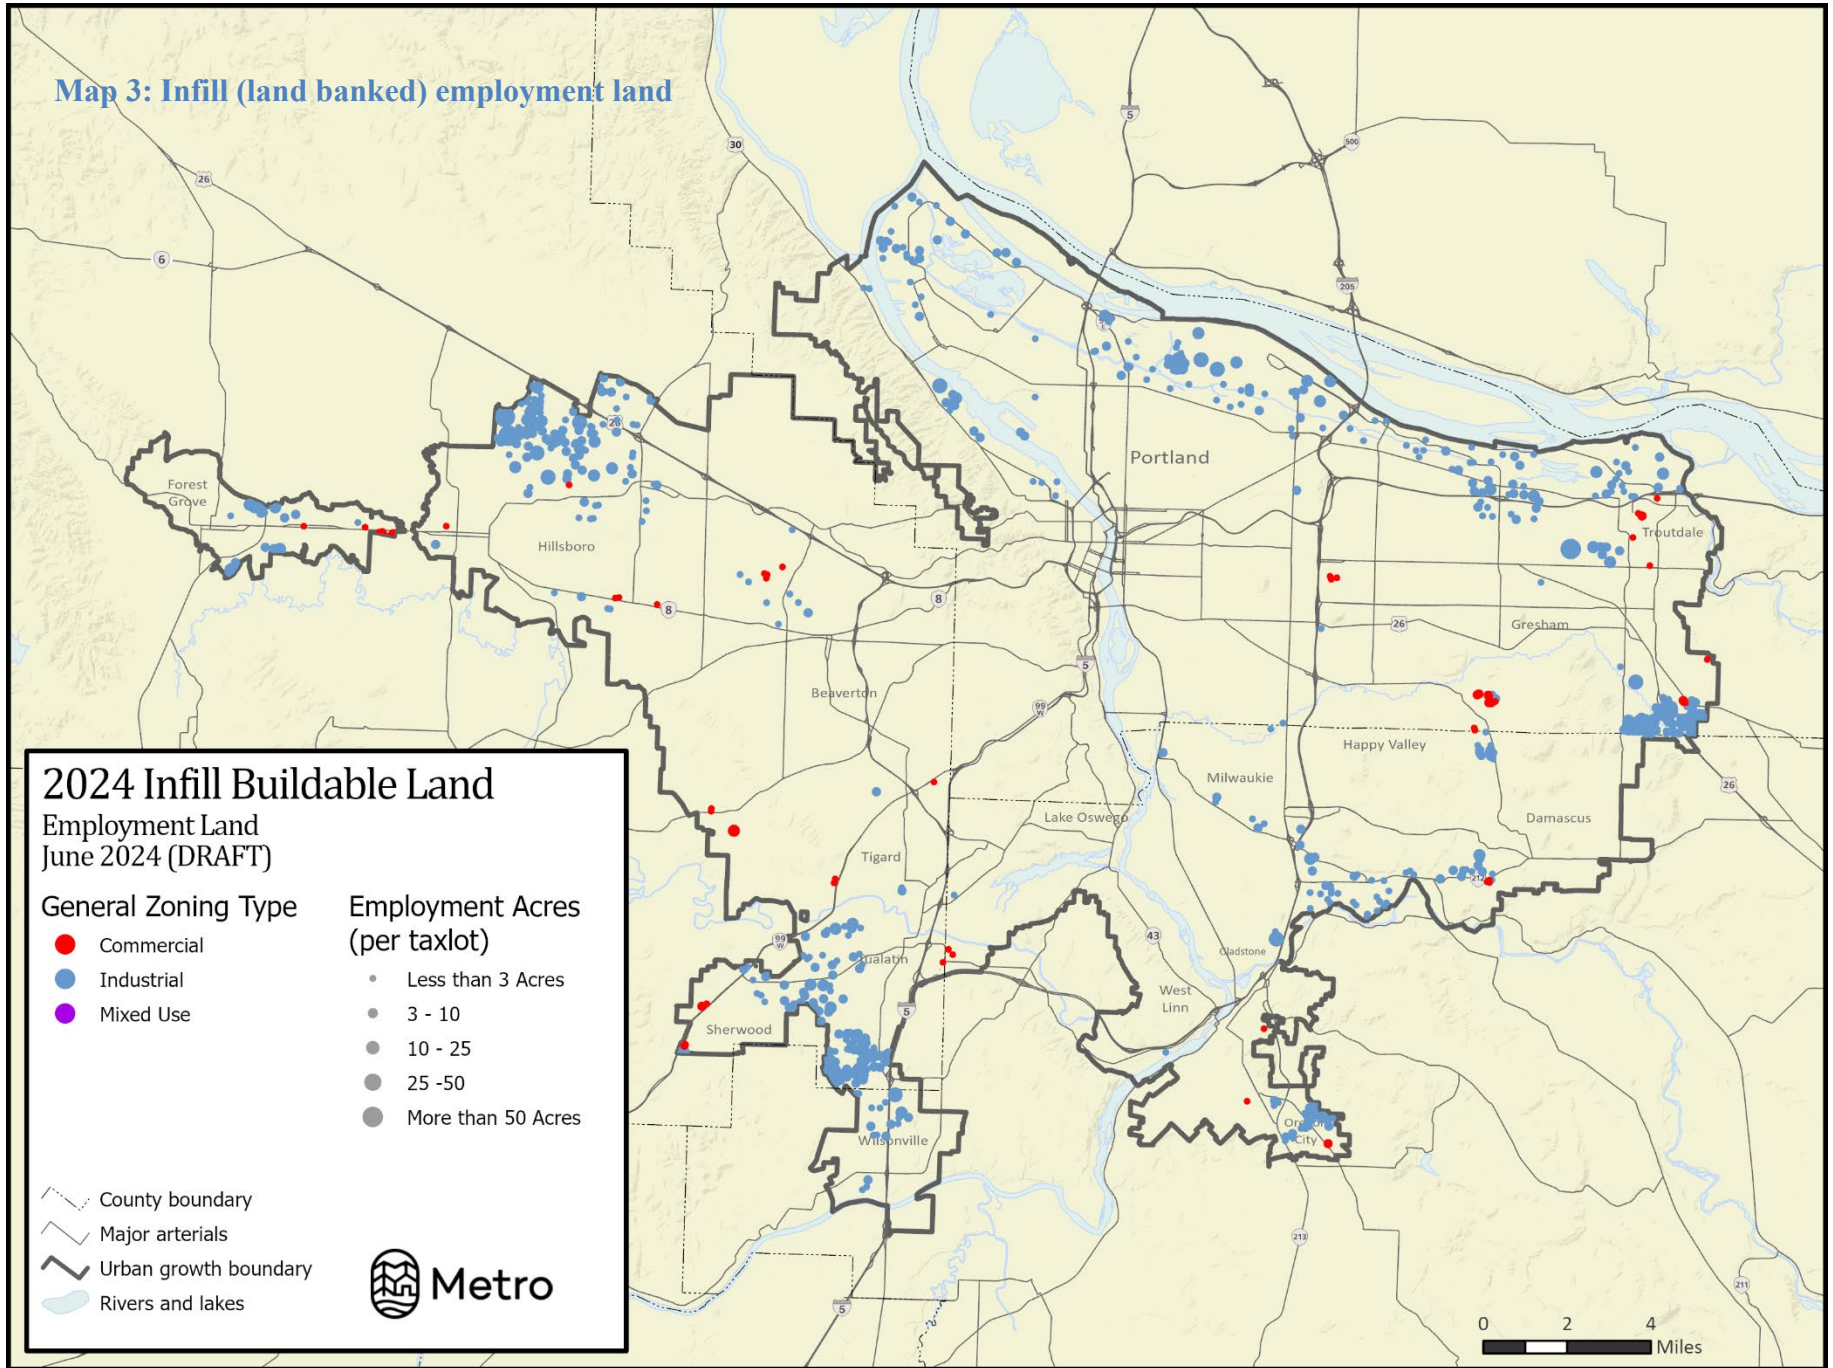 Map 3: Infill (land banked) employment land
30
5
500
26
6
205
26
Portland
Forest
Grove
Hillsboro
Troutdale
8
8
26
Gresham
5
Beaverton
99
W
Happy Valley
Milwaukie
26
Lake Oswego
Damascus
Tigard
212
99
W
43
Gladstone
Tualatin
West
Linn
5
Sherwood
Oregon
City
Wilsonville
213
211
5
2024 Infill Buildable Land
Employment Land
June 2024 (DRAFT)
General Zoning Type
Commercial
Industrial
Mixed Use
Employment Acres
(per taxlot)
Less than 3 Acres
3 - 10
10 - 25
25 -50
More than 50 Acres
County boundary
Major arterials
Urban growth boundary
Rivers and lakes
Metro
0 2 4
Miles